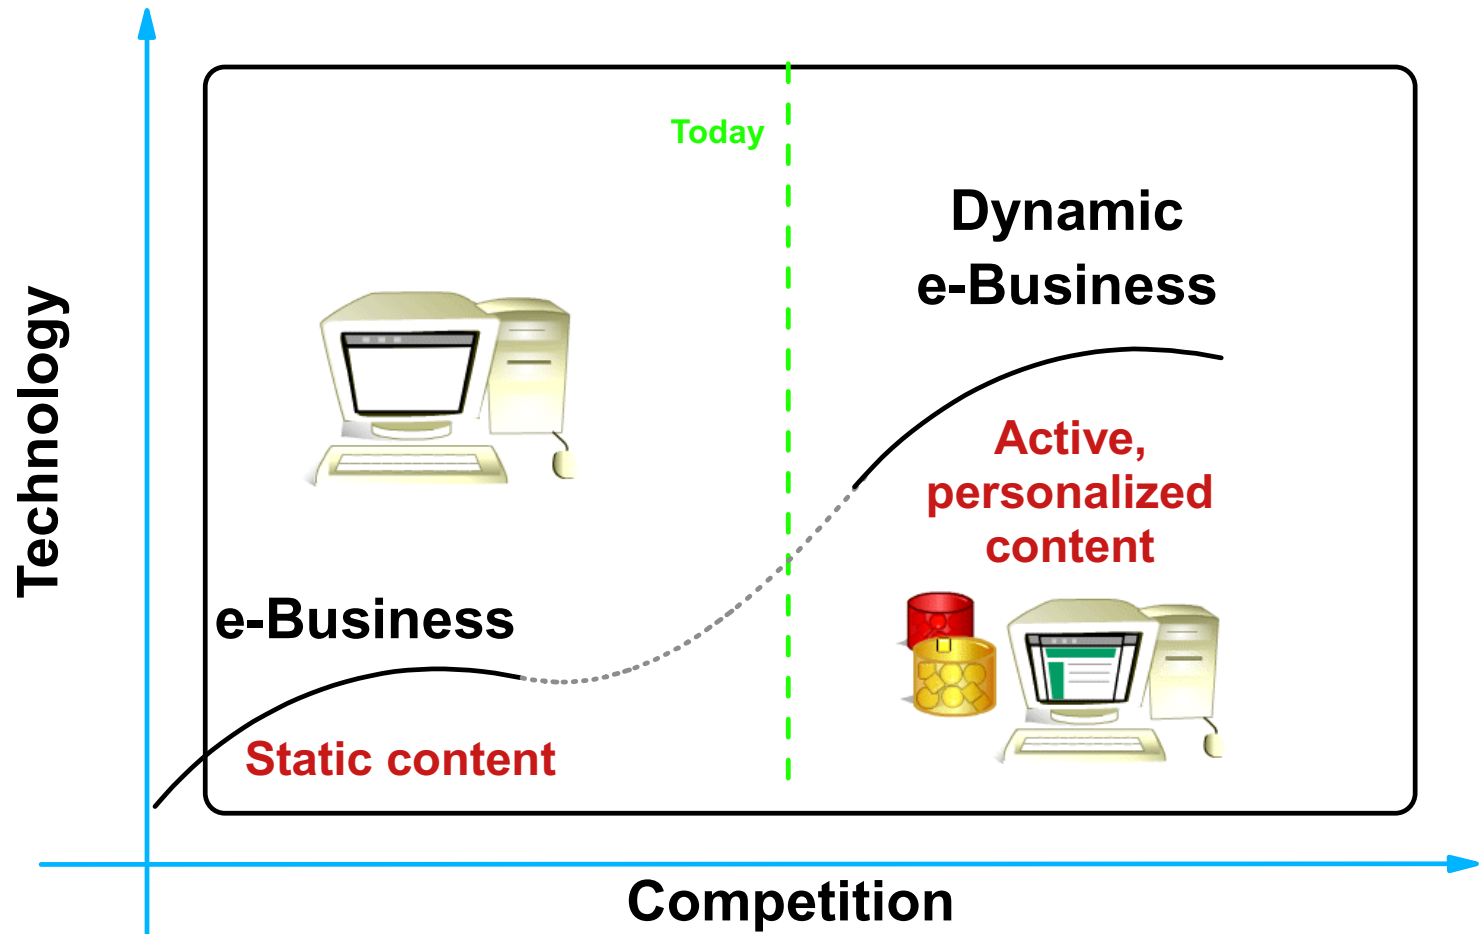 Today
Dynamic
e-Business
Technology
Active,
personalized
content
e-Business
Static content
Competition